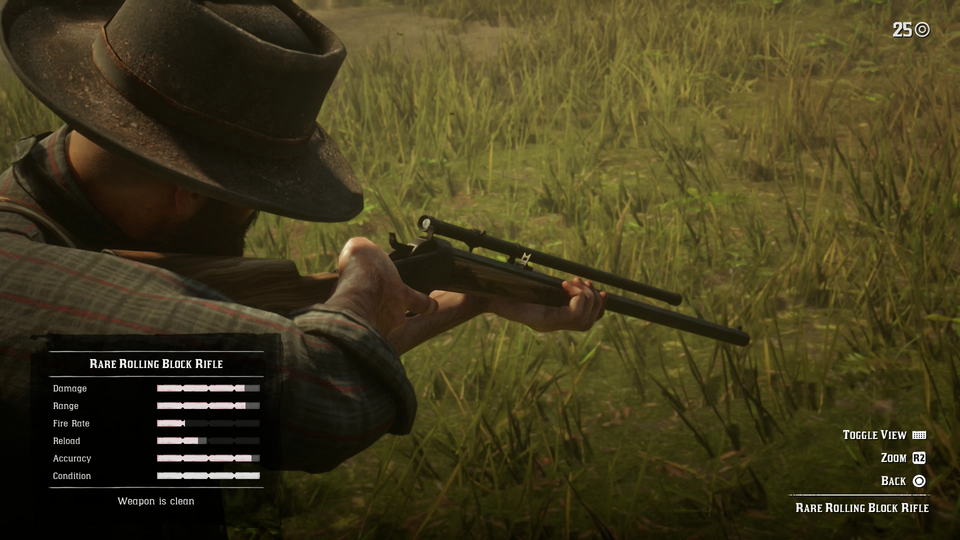 25
Rare Rolling Block Rifle
Damage
Range
Fire Rate
Reload
Accuracy
Condition
Weapon is clean
Toggle View
Zoom R2
Back
Rare Rolling Block Rifle